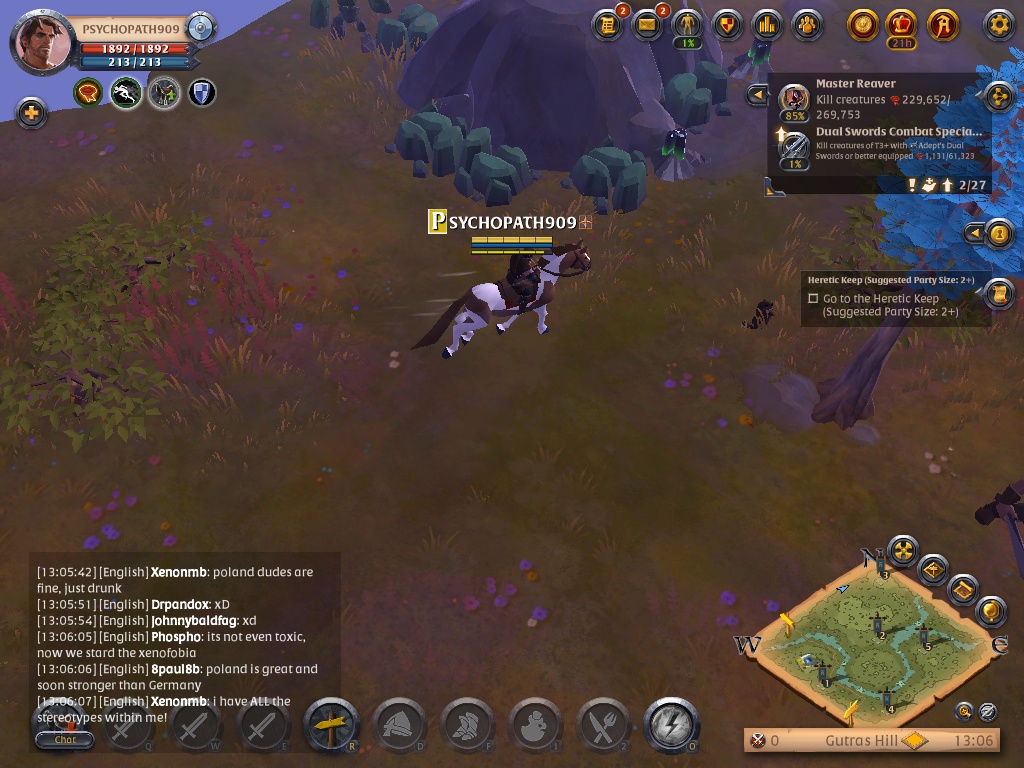 PSYCHOPATH909
1892/1892
213/213
2
2
1%
21h
Master Reaver
Kill creatures 229,652/
269,753
85%
Dual Swords Combat Specia...
Kill creatures of T3+ with Adept's Dual
Swords or better equipped 1,131/61,323
1%
2/27
PSYCHOPATH909
Heretic Keep (Suggested Party Size: 2+)
Go to the Heretic Keep
(Suggested Party Size: 2+)
[13:05:42] [English] Xenonmb: poland dudes are
fine, just drunk
[13:05:51] [English] Drpandox: xD
[13:05:54] [English] Johnnybaldfag: xd
[13:06:05] [English] Phospho: its not even toxic,
now we stard the xenofobia
[13:06:06] [English] 8paul8b: poland is great and
soon stronger than Germany
[13:06:07] [English] Xenonmb: i have ALL the
stereotypes within me!
Chat
Q
W
E
R
D
F
1
2
O
N
W
E
3
2
5
1
4
0
Gutras Hill
13:06